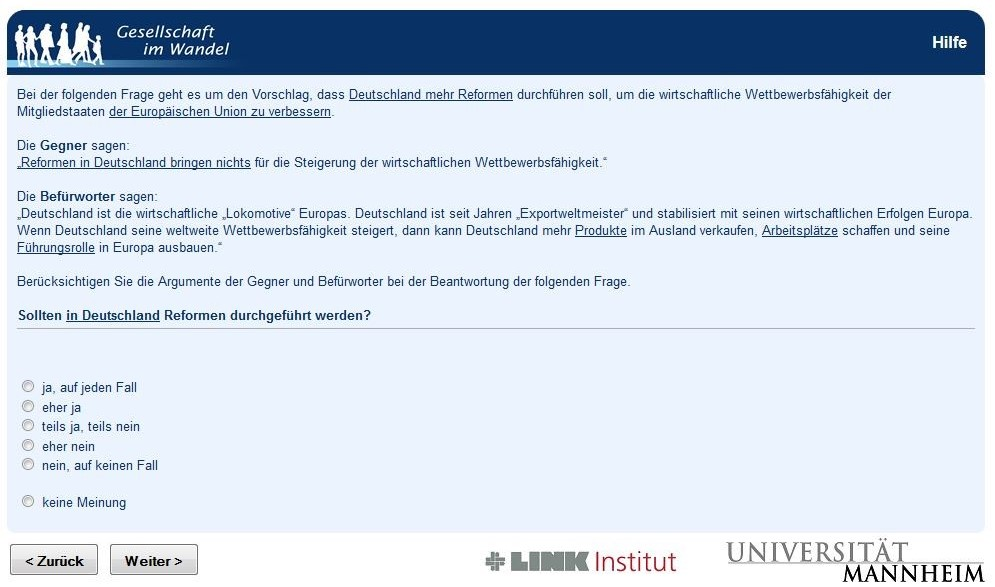 Gesellschaft
im Wandel
Hilfe
Bei der folgenden Frage geht es um den Vorschlag, dass Deutschland mehr Reformen durchführen soll, um die wirtschaftliche Wettbewerbsfähigkeit der
Mitgliedstaaten der Europäischen Union zu verbessern.
Die Gegner sagen:
„Reformen in Deutschland bringen nichts für die Steigerung der wirtschaftlichen Wettbewerbsfähigkeit.“
Die Befürworter sagen:
„Deutschland ist die wirtschaftliche „Lokomotive“ Europas. Deutschland ist seit Jahren „Exportweltmeister“ und stabilisiert mit seinen wirtschaftlichen Erfolgen Europa.
Wenn Deutschland seine weltweite Wettbewerbsfähigkeit steigert, dann kann Deutschland mehr Produkte im Ausland verkaufen, Arbeitsplätze schaffen und seine
Führungsrolle in Europa ausbauen.“
Berücksichtigen Sie die Argumente der Gegner und Befürworter bei der Beantwortung der folgenden Frage.
Sollten in Deutschland Reformen durchgeführt werden?
ja, auf jeden Fall
eher ja
teils ja, teils nein
eher nein
nein, auf keinen Fall
keine Meinung
< Zurück
Weiter >
LINK Institut
UNIVERSITÄT
MANNHEIM